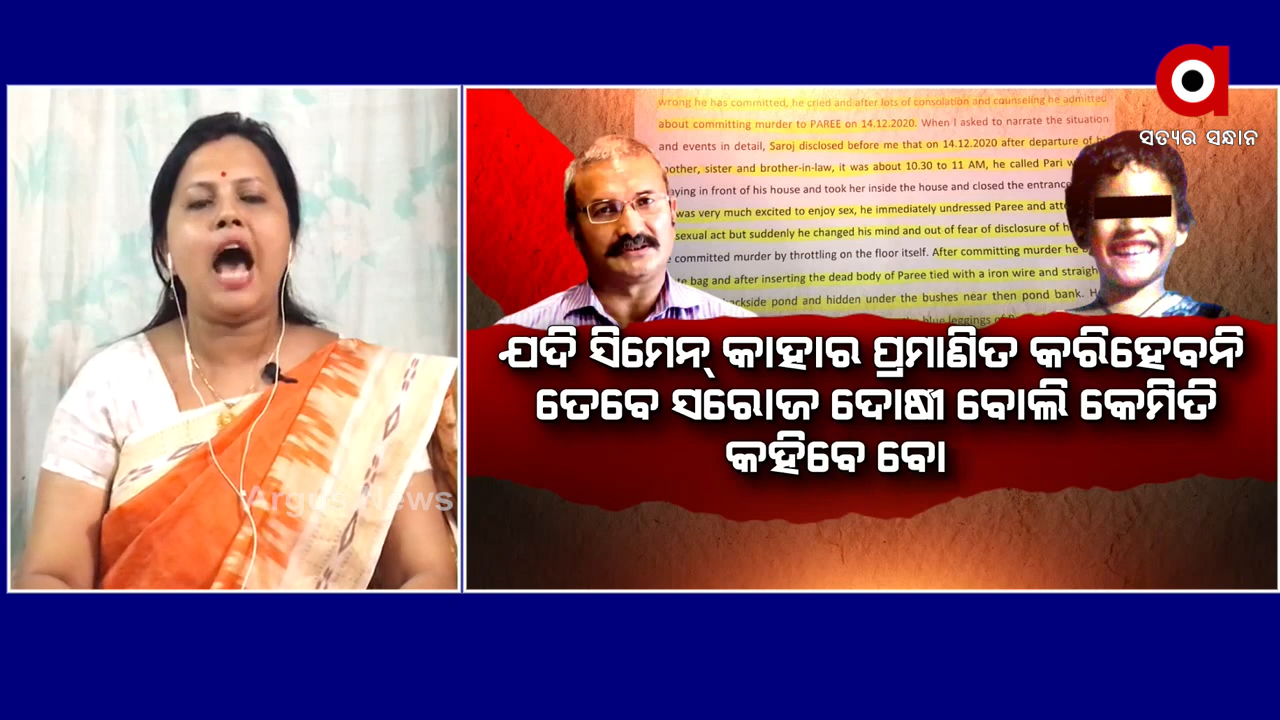 ସତ୍ୟର ସନ୍ଧାନ
wrong he has committed, he cried and after lots of consolation and counseling he admitted
about committing murder to PAREE on 14.12.2020. When I asked to narrate the situation
and events in detail, Saroj disclosed before me that on 14.12.2020 after departure of
mother, sister and brother-in-law, it was about 10.30 to 11 AM, he called Pari
in front of his house and took her inside the house and closed the entrance
was very much excited to enjoy sex, he immediately undressed Paree and
sexual act but suddenly he changed his mind and out of fear of disclosure of
committed murder by throttling on the floor itself. After committing murder he
bag and after inserting the dead body of Paree tied with a iron wire and straight
pond and hidden under the bushes near then pond bank.
blue leggings of
ଯଦି ସିମେନ୍ କାହାର ପ୍ରମାଣିତ କରିହେବନି
ତେବେ ସରୋଜ ଦୋଷୀ ବୋଲି କେମିତି
କହିବେ ବୋ
Argus News